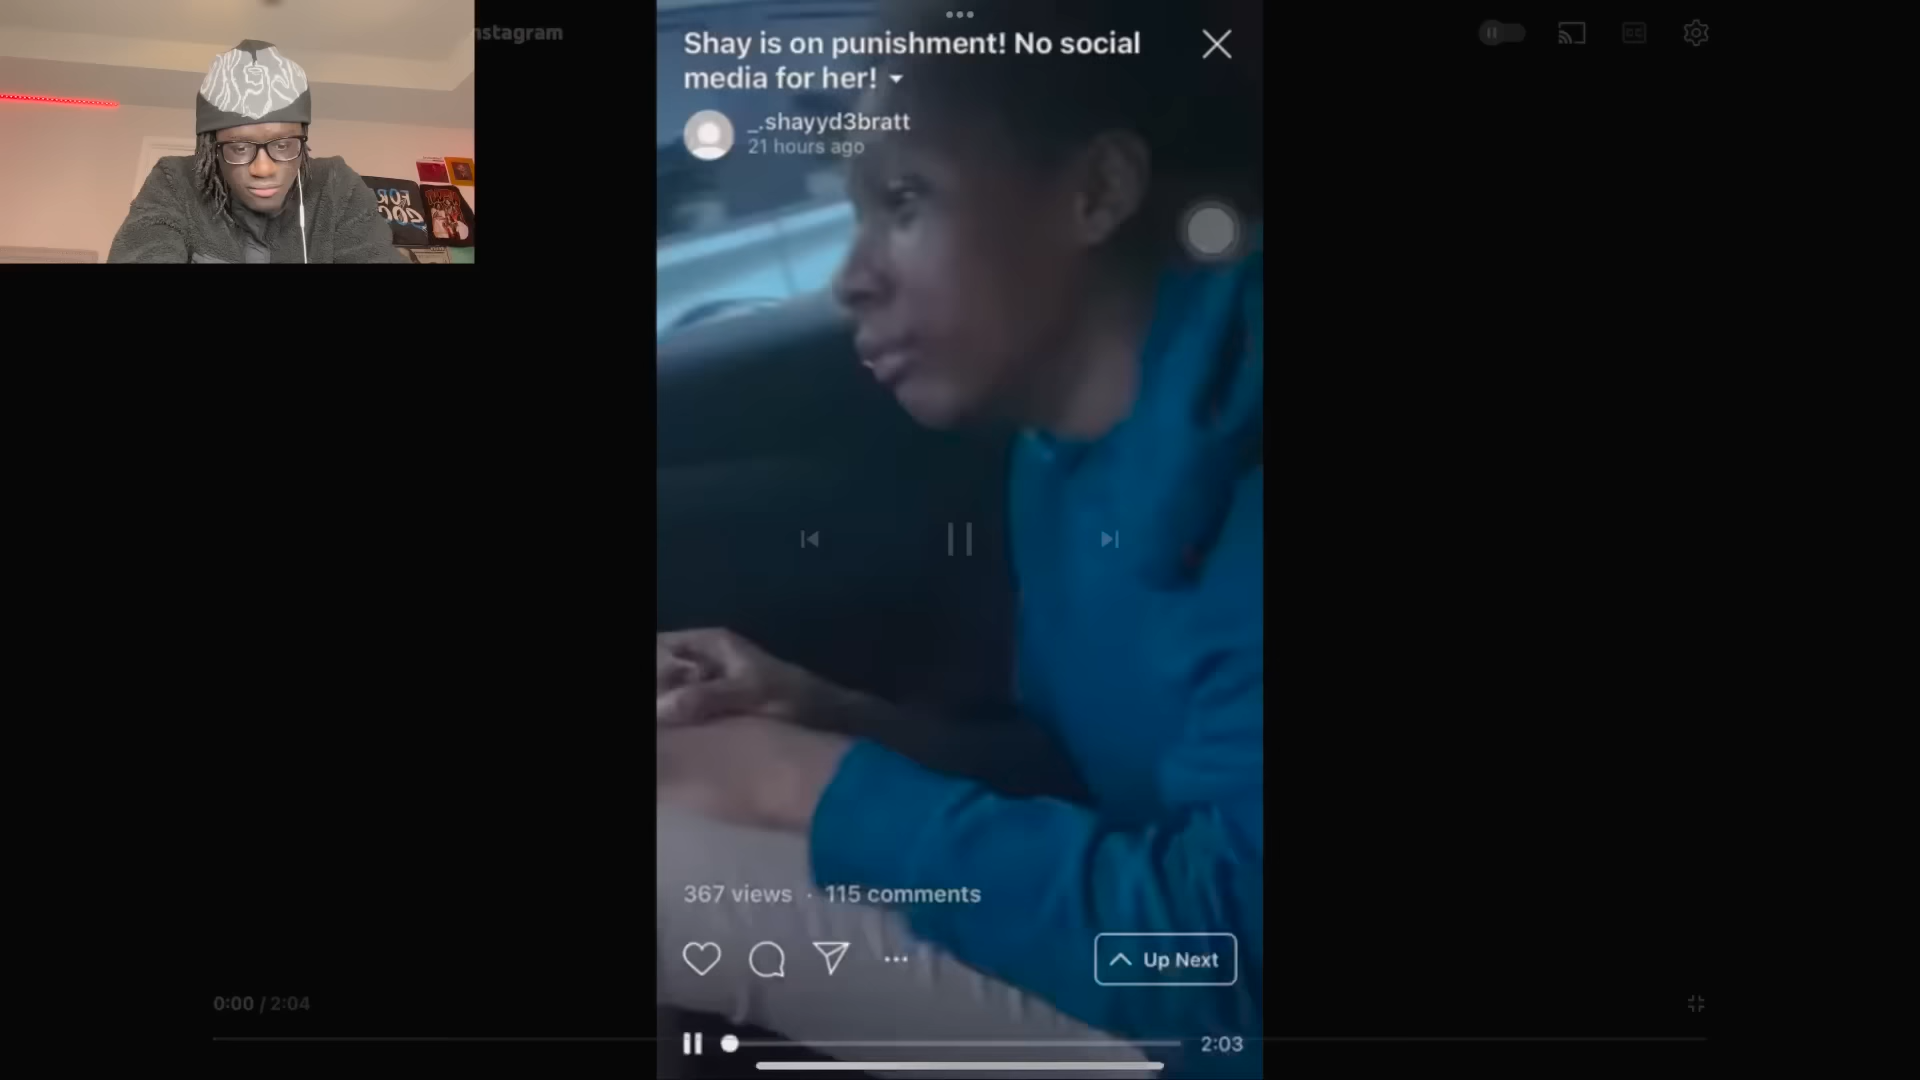 nstagram
Shay is on punishment! No social
media for her!
_.shayyd3bratt
21 hours ago
367 views · 115 comments
Up Next
0:00 / 2:04
2:03
CC